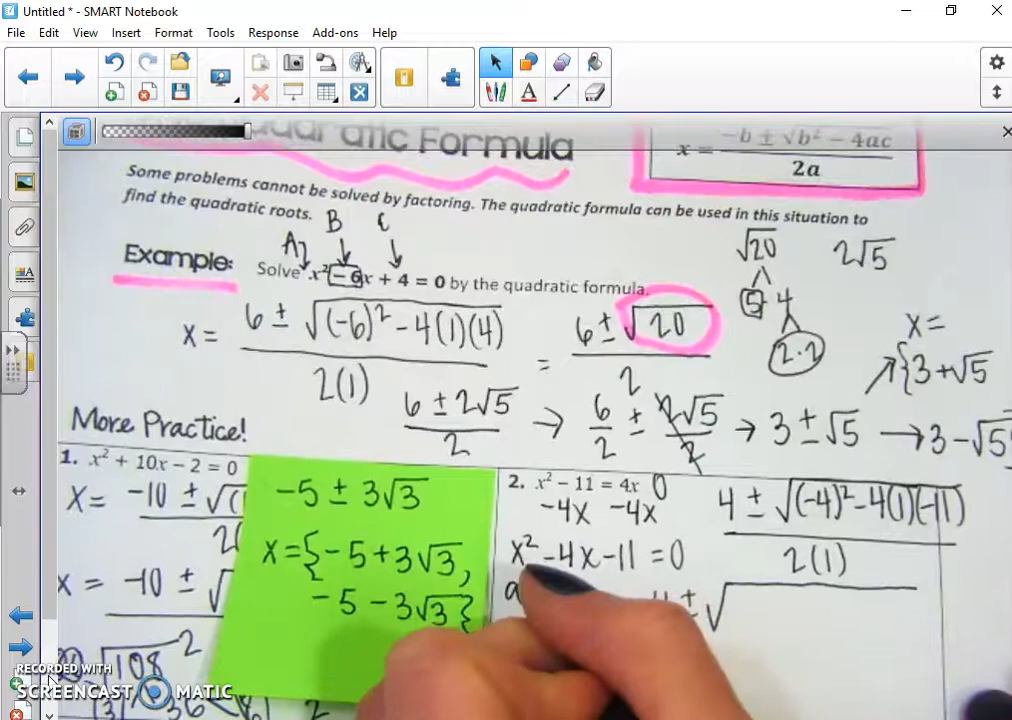 Untitled * - SMART Notebook
File Edit View Insert Format Tools Response Add-ons Help
Quadratic Formula
x = −b ± √b² − 4ac / 2a
Some problems cannot be solved by factoring. The quadratic formula can be used in this situation to
find the quadratic roots.
A B C
√20 2√5
5 · 4
2 · 2
Example: Solve x² − 6x + 4 = 0 by the quadratic formula.
x = 6 ± √(-6)² − 4(1)(4) / 2(1) = 6 ± √20 / 2
x =
{3 + √5
6 ± 2√5 / 2 → 6/2 ± 2√5/2 → 3 ± √5 → 3 − √5
More Practice!
1. x² + 10x − 2 = 0
x = -10 ± √(
2(
x = -10 ± √
√108
36
2
-5 ± 3√3
x = {-5 + 3√3,
-5 − 3√3}
2. x² − 11 = 4x 0
-4x -4x
x² − 4x − 11 = 0
a
4 ± √(-4)² − 4(1)(-11) / 2(1)
4 ± √
RECORDED WITH
SCREENCAST MATIC